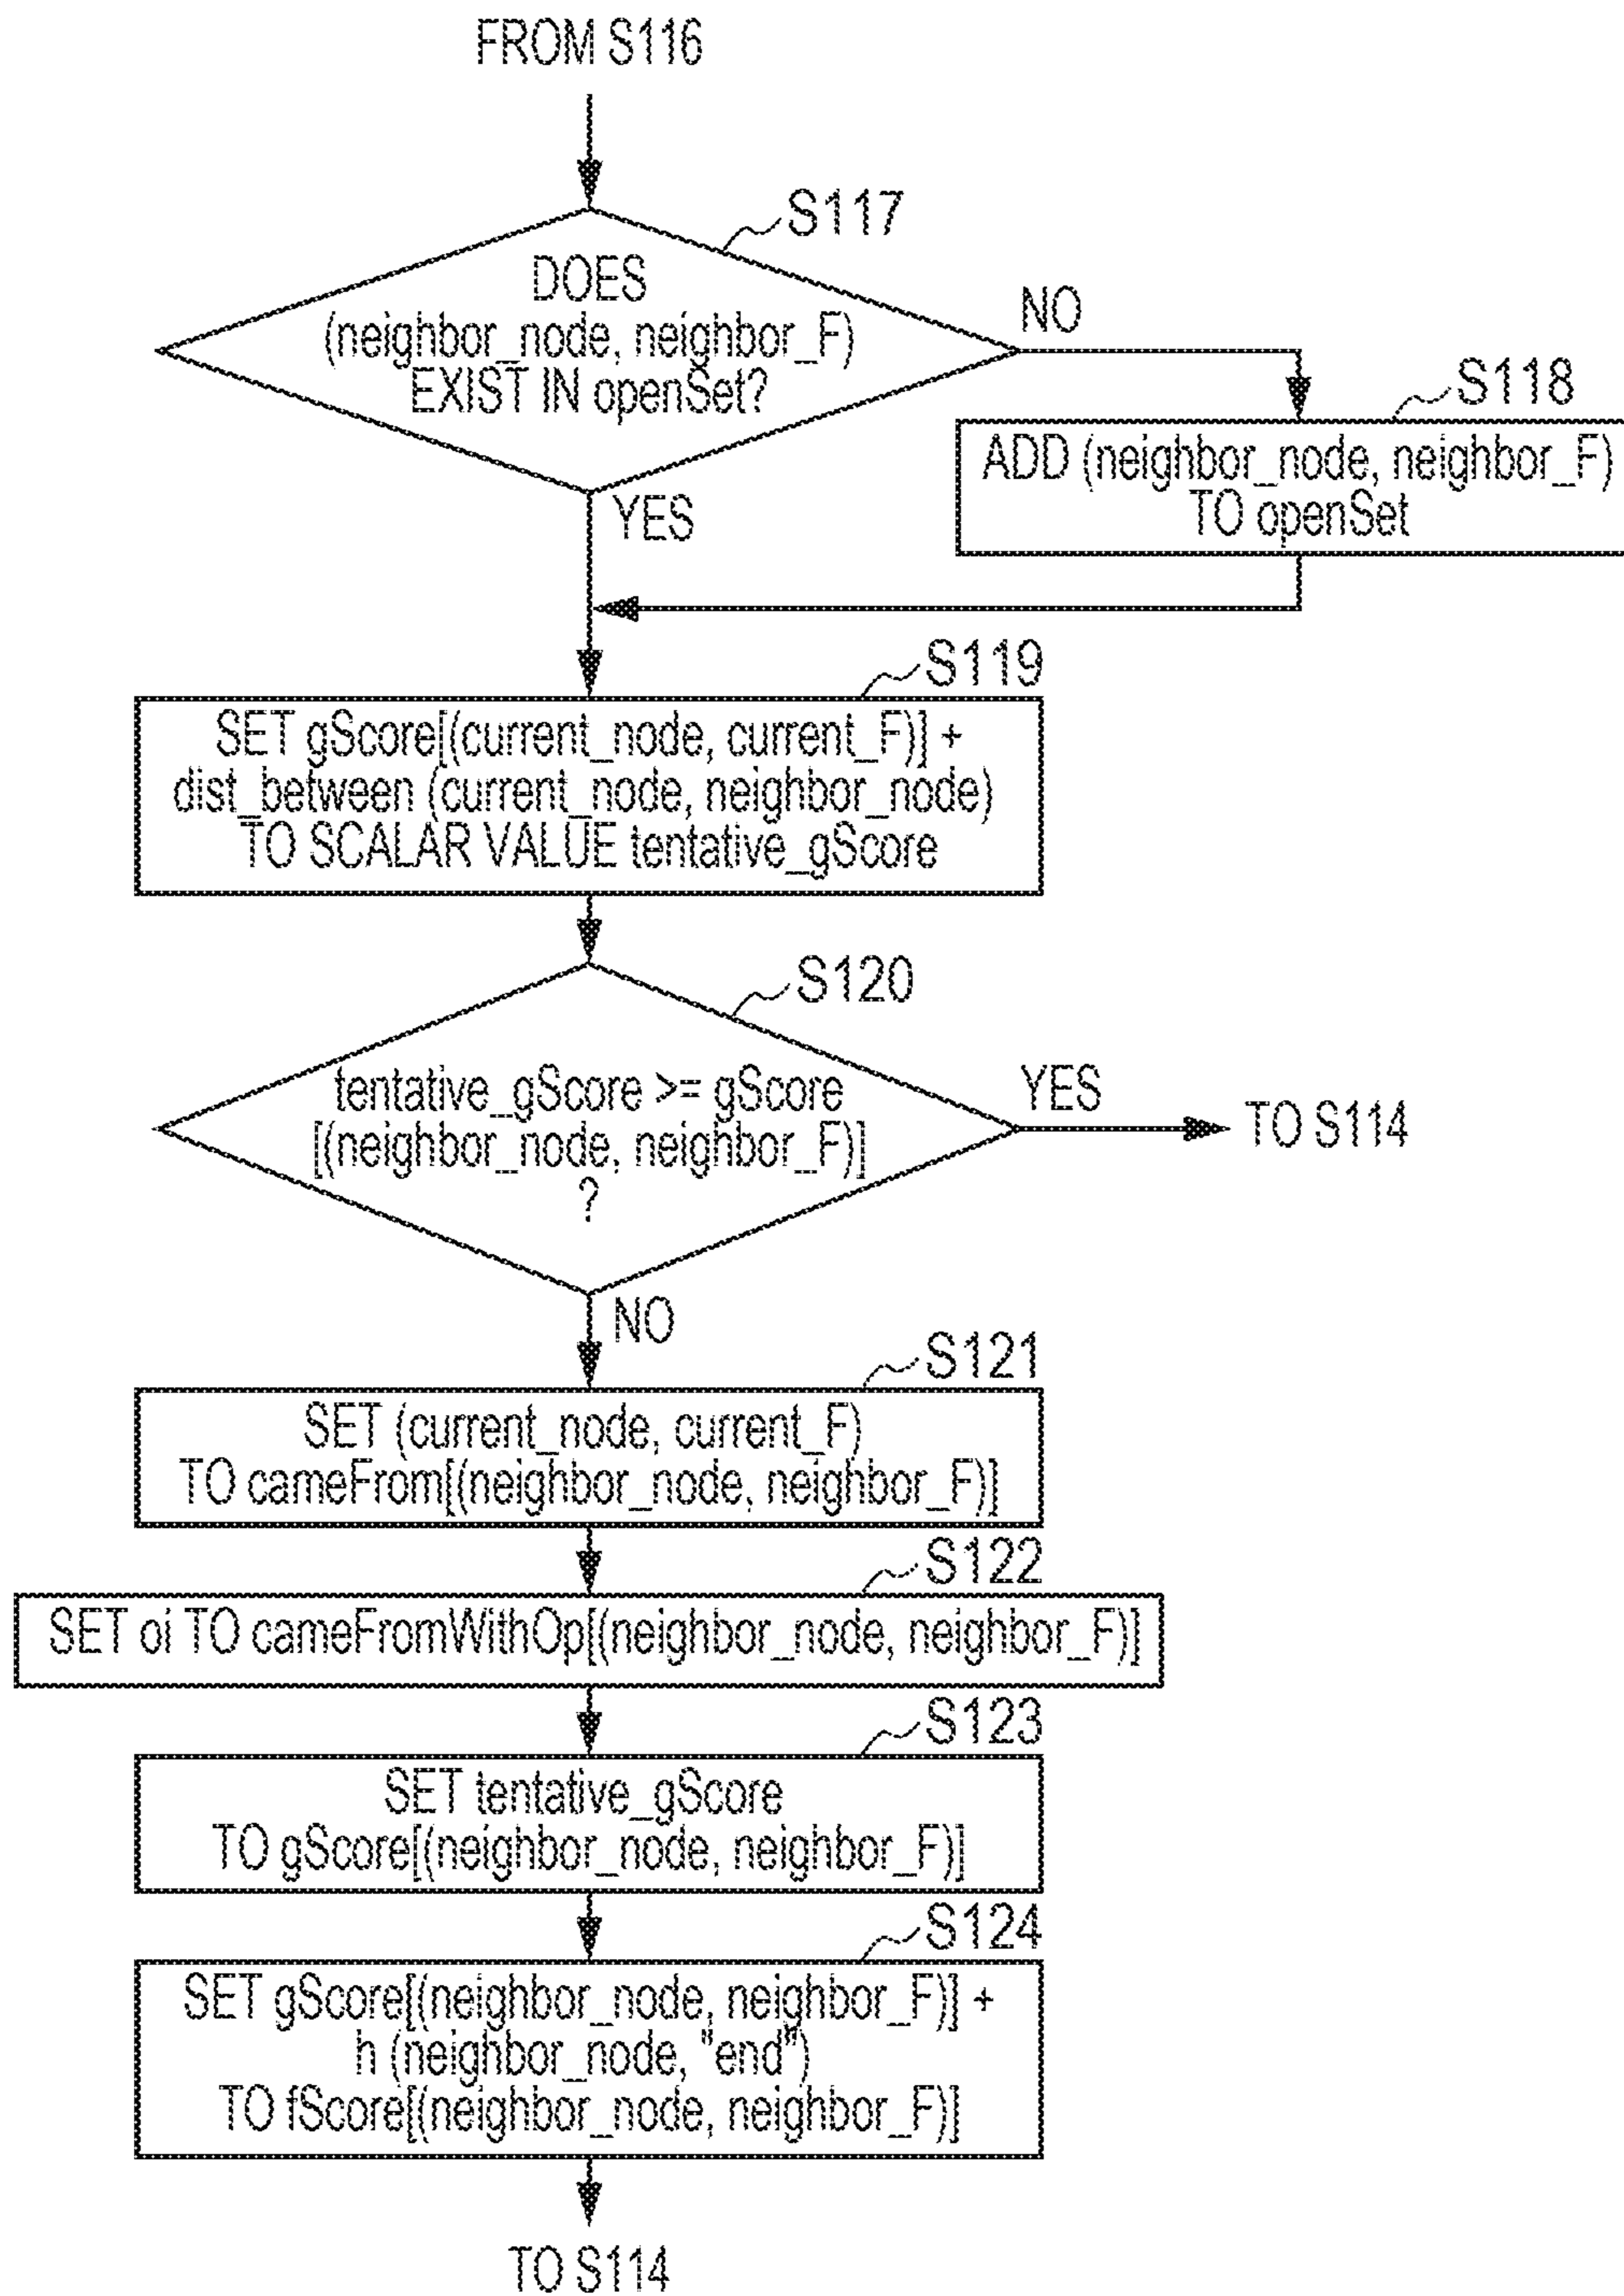 FROM S116
S117
DOES
(neighbor_node, neighbor_F)
EXIST IN openSet?
NO
YES
S118
ADD (neighbor_node, neighbor_F)
TO openSet
S119
SET gScore[(current_node, current_F)] +
dist_between (current_node, neighbor_node)
TO SCALAR VALUE tentative_gScore
S120
tentative_gScore >= gScore
[(neighbor_node, neighbor_F)]
?
YES
TO S114
NO
S121
SET (current_node, current_F)
TO cameFrom[(neighbor_node, neighbor_F)]
S122
SET oi TO cameFromWithOp[(neighbor_node, neighbor_F)]
S123
SET tentative_gScore
TO gScore[(neighbor_node, neighbor_F)]
S124
SET gScore[(neighbor_node, neighbor_F)] +
h (neighbor_node, "end")
TO fScore[(neighbor_node, neighbor_F)]
TO S114